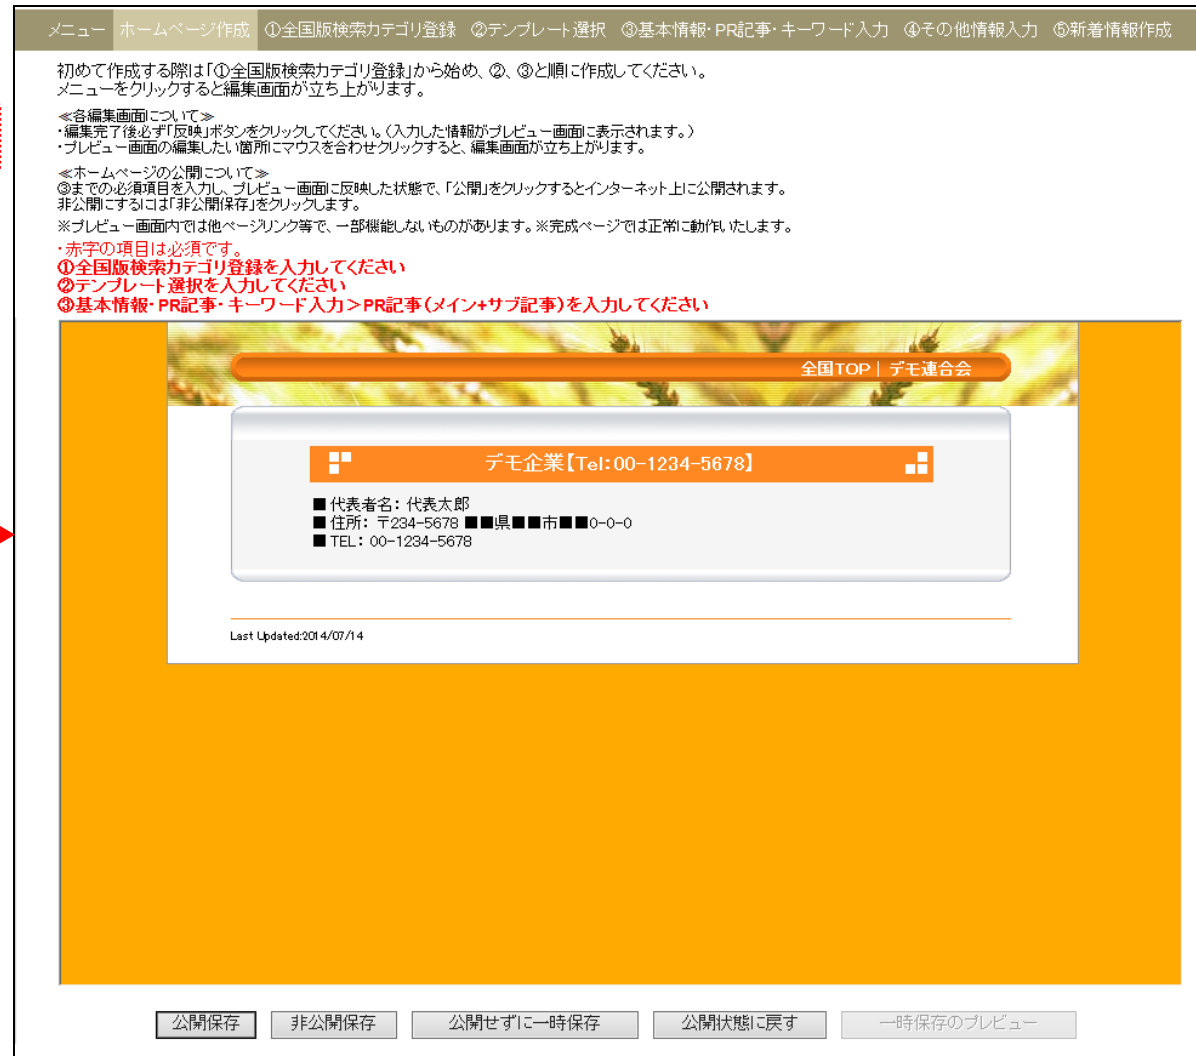 メニュー ホームページ作成 ①全国版検索カテゴリ登録 ②テンプレート選択 ③基本情報・PR記事・キーワード入力 ④その他情報入力 ⑤新着情報作成
初めて作成する際は「①全国版検索カテゴリ登録」から始め、②、③と順に作成してください。
メニューをクリックすると編集画面が立ち上がります。
≪各編集画面について≫
・編集完了後必ず「反映」ボタンをクリックしてください。（入力した情報がプレビュー画面に表示されます。）
・プレビュー画面の編集したい箇所にマウスを合わせクリックすると、編集画面が立ち上がります。
≪ホームページの公開について≫
③までの必須項目を入力し、プレビュー画面に反映した状態で、「公開」をクリックするとインターネット上に公開されます。
非公開にするには「非公開保存」をクリックします。
※プレビュー画面内では他ページリンク等で、一部機能しないものがあります。※完成ページでは正常に動作いたします。
・赤字の項目は必須です。
①全国版検索カテゴリ登録を入力してください
②テンプレート選択を入力してください
③基本情報・PR記事・キーワード入力＞PR記事（メイン+サブ記事）を入力してください
全国TOP｜デモ連合会
デモ企業【Tel：00-1234-5678】
■代表者名： 代表太郎
■住所： 〒234-5678 ■■県■■市■■0-0-0
■TEL： 00-1234-5678
Last Updated:2014/07/14
公開保存 非公開保存 公開せずに一時保存 公開状態に戻す 一時保存のプレビュー